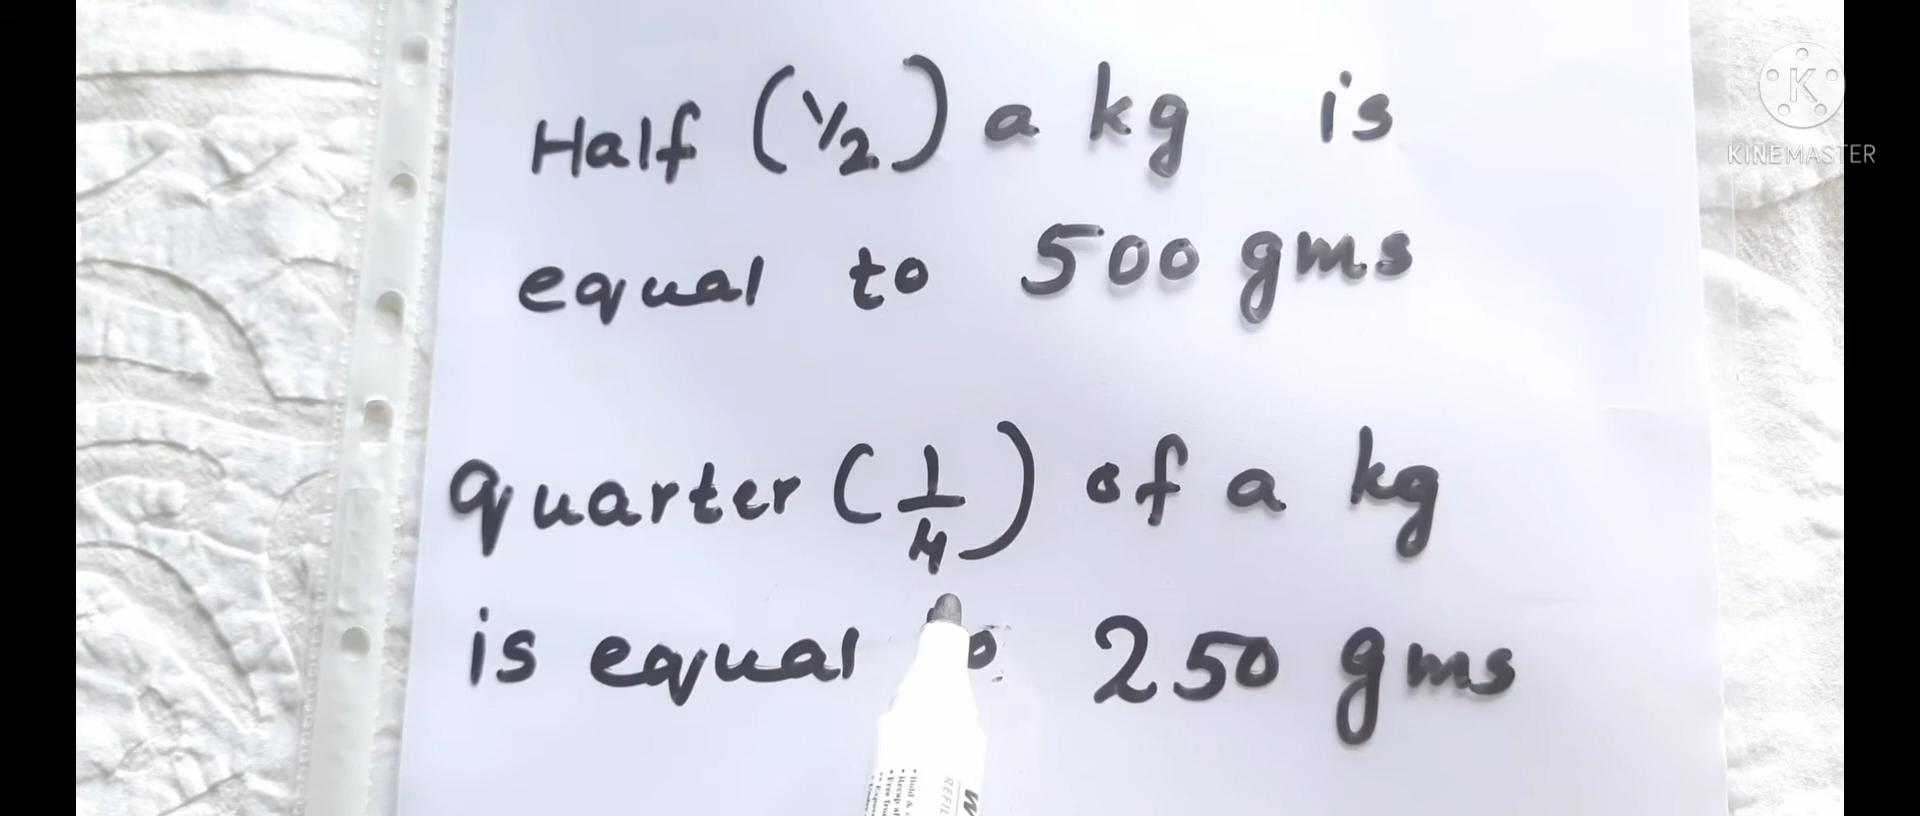 Half (1/2) a kg is
equal to 500 gms
quarter (1/4) of a kg
is equal 250 gms
KINEMASTER
K
W
REFIL